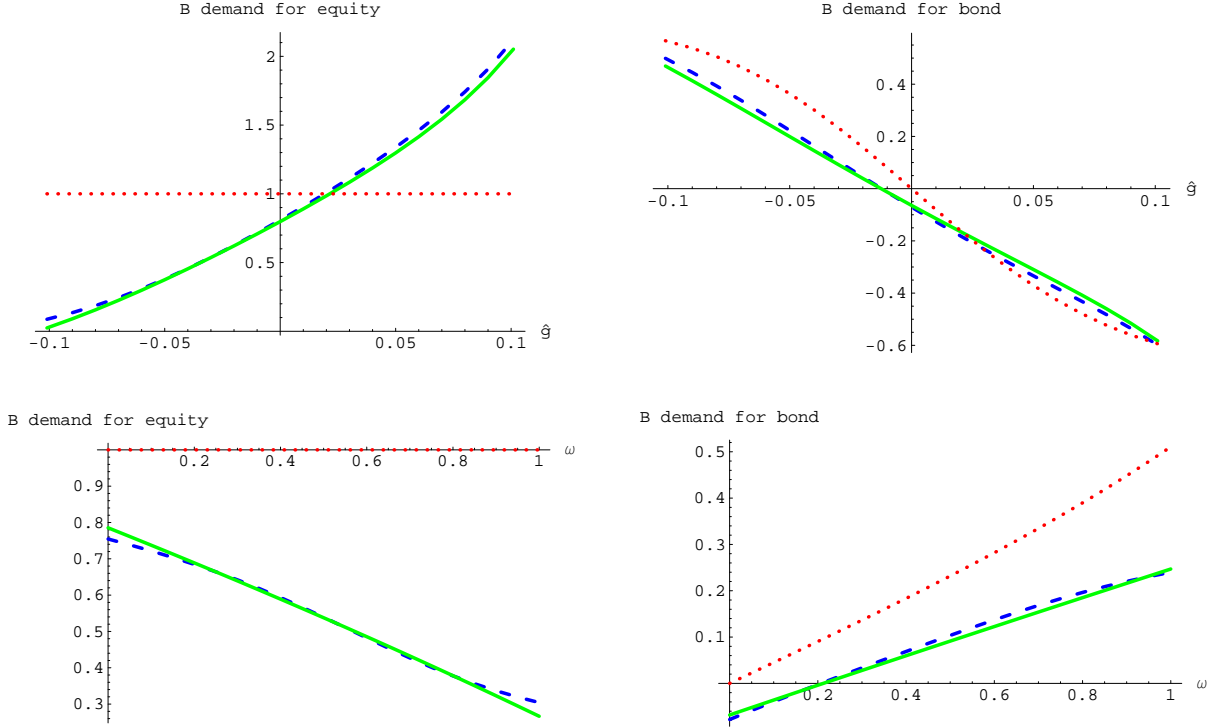 B demand for equity
2
1.5
1
0.5
-0.1 -0.05 0.05 0.1 ĝ
B demand for bond
0.4
0.2
-0.1 -0.05 0.05 0.1 ĝ
-0.2
-0.4
-0.6
B demand for equity
0.2 0.4 0.6 0.8 1 ω
0.9
0.8
0.7
0.6
0.5
0.4
0.3
B demand for bond
0.5
0.4
0.3
0.2
0.1
0.2 0.4 0.6 0.8 1 ω